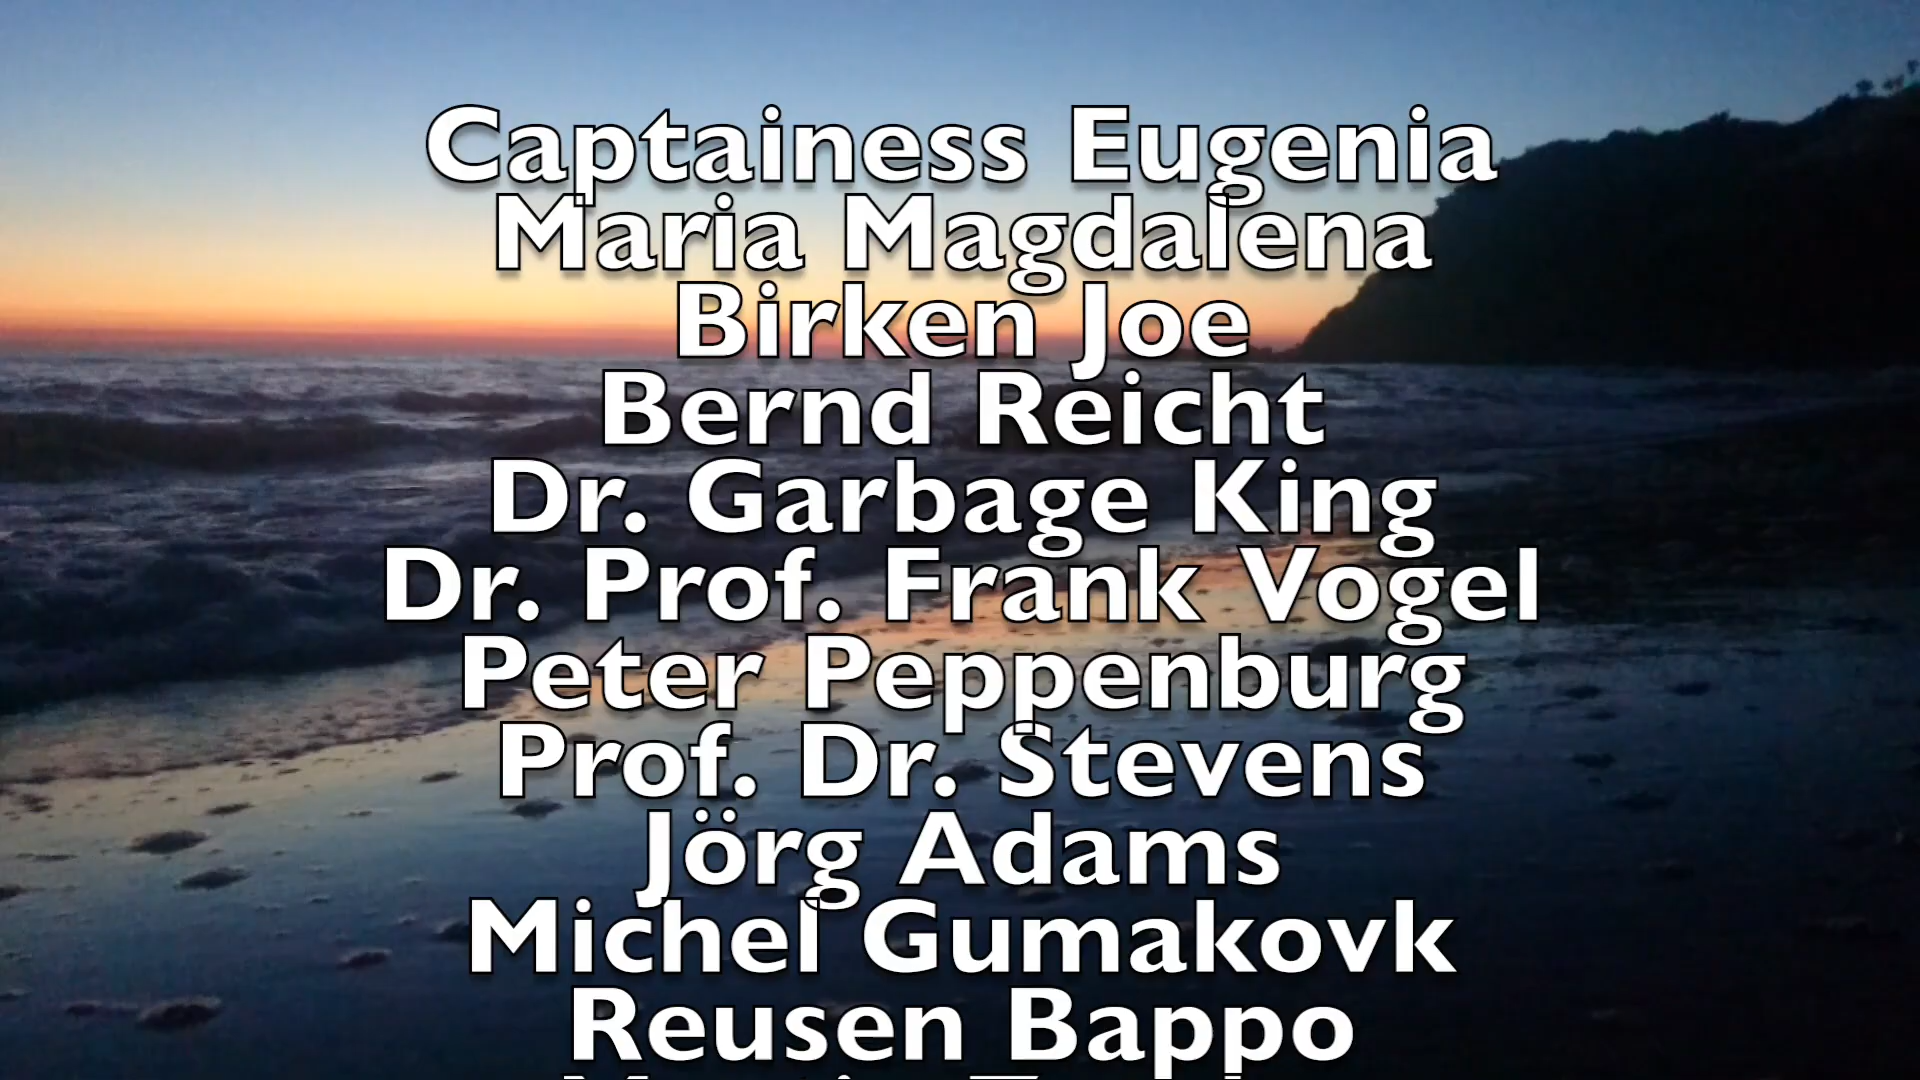 Captainess Eugenia
Maria Magdalena
Birken Joe
Bernd Reicht
Dr. Garbage King
Dr. Prof. Frank Vogel
Peter Peppenburg
Prof. Dr. Stevens
Jörg Adams
Michel Gumakovk
Reusen Bappo